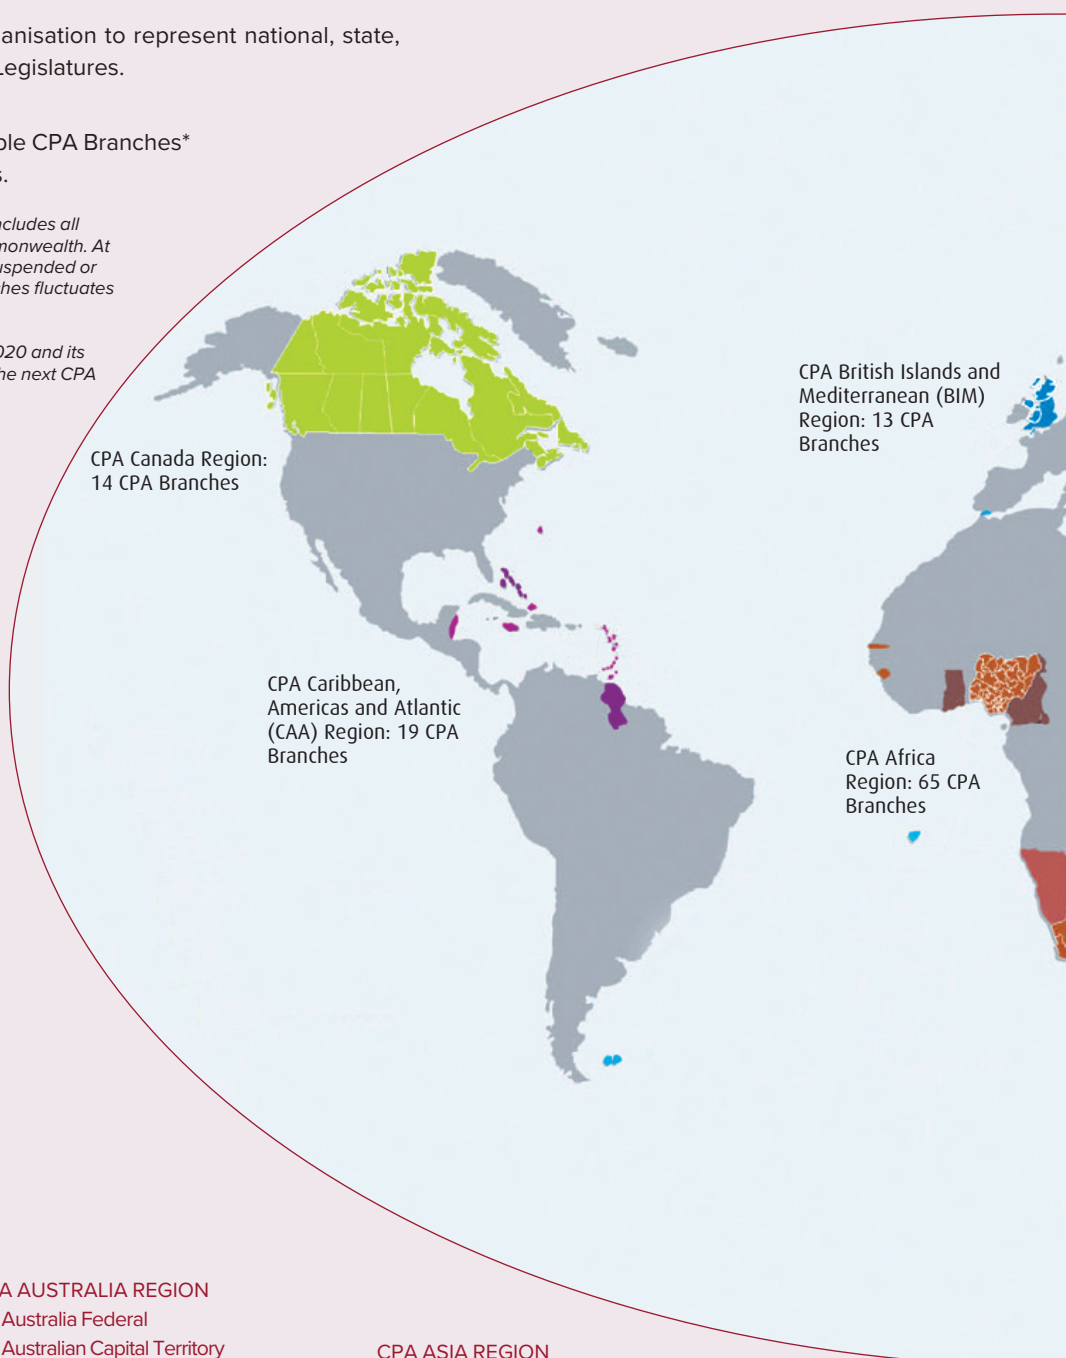 anisation to represent national, state,
Legislatures.
ble CPA Branches*
s.
ncludes all
monwealth. At
uspended or
ches fluctuates
020 and its
he next CPA
CPA British Islands and
Mediterranean (BIM)
Region: 13 CPA
Branches
CPA Canada Region:
14 CPA Branches
CPA Caribbean,
Americas and Atlantic
(CAA) Region: 19 CPA
Branches
CPA Africa
Region: 65 CPA
Branches
A AUSTRALIA REGION
Australia Federal
Australian Capital Territory
CPA ASIA REGION